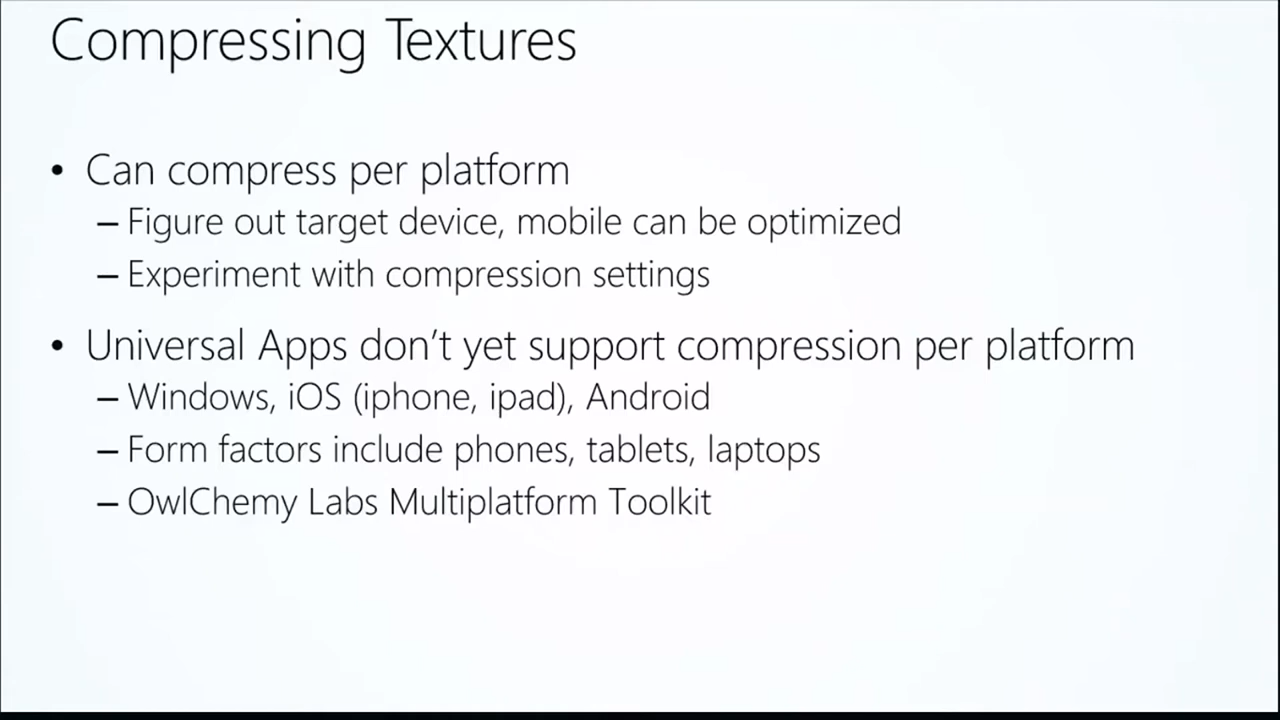 Compressing Textures
• Can compress per platform
– Figure out target device, mobile can be optimized
– Experiment with compression settings
• Universal Apps don’t yet support compression per platform
– Windows, iOS (iphone, ipad), Android
– Form factors include phones, tablets, laptops
– OwlChemy Labs Multiplatform Toolkit